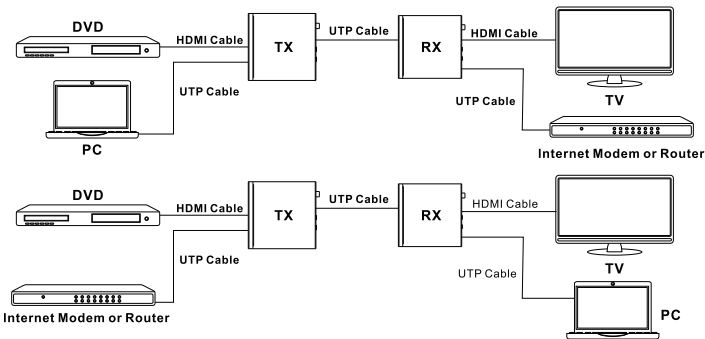 DVD
HDMI Cable
TX
UTP Cable
RX
HDMI Cable
TV
UTP Cable
PC
UTP Cable
Internet Modem or Router
DVD
HDMI Cable
TX
UTP Cable
RX
HDMI Cable
TV
UTP Cable
Internet Modem or Router
UTP Cable
PC